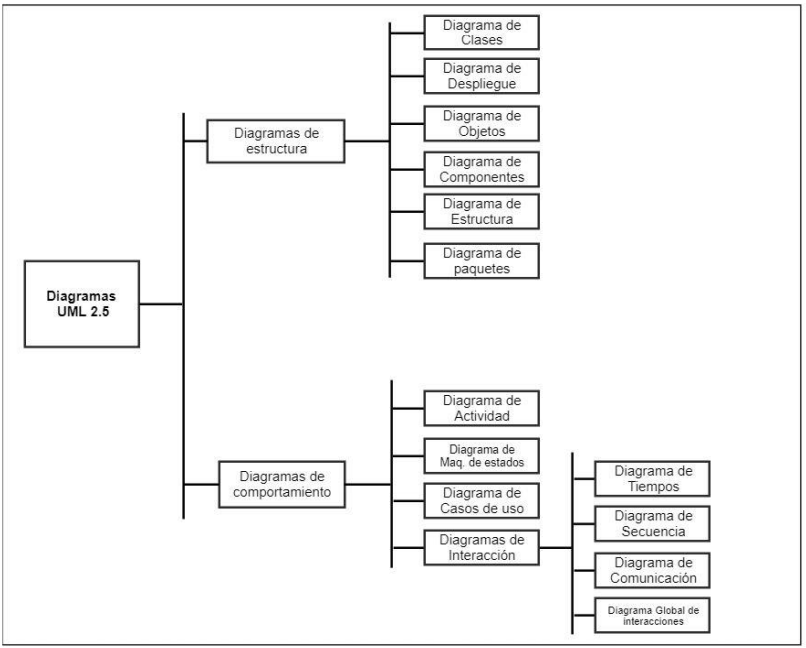 Diagrama de
Clases
Diagrama de
Despliegue
Diagramas de
estructura
Diagrama de
Objetos
Diagrama de
Componentes
Diagrama de
Estructura
Diagrama de
paquetes
Diagramas
UML 2.5
Diagrama de
Actividad
Diagrama de
Maq. de estados
Diagramas de
comportamiento
Diagrama de
Casos de uso
Diagramas de
Interacción
Diagrama de
Tiempos
Diagrama de
Secuencia
Diagrama de
Comunicación
Diagrama Global de
interacciones